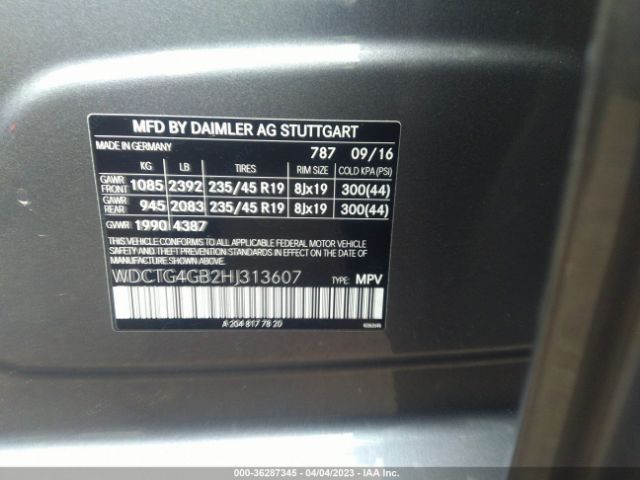 MFD BY DAIMLER AG STUTTGART
MADE IN GERMANY 787 09/16
KG LB TIRES RIM SIZE COLD KPA (PSI)
GAWR FRONT 1085 2392 235/45 R19 8Jx19 300(44)
GAWR REAR 945 2083 235/45 R19 8Jx19 300(44)
GVWR 1990 4387
THIS VEHICLE CONFORMS TO ALL APPLICABLE FEDERAL MOTOR VEHICLE
SAFETY, BUMPER, AND THEFT PREVENTION STANDARDS IN EFFECT ON THE DATE OF
MANUFACTURE SHOWN ABOVE.
WDCTG4GB2HJ313607 TYPE: MPV
A 204 817 78 20
000-36287345 - 04/04/2023 - IAA Inc.